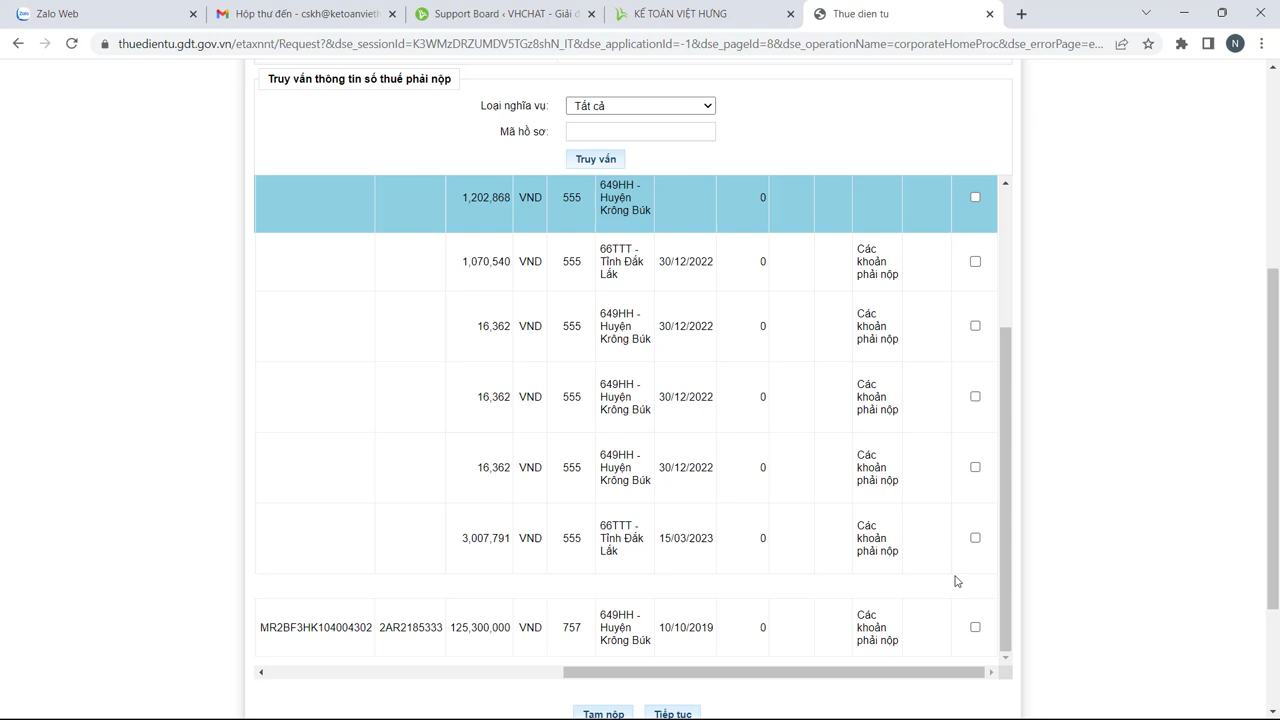 Zalo Web
Hộp thư đến - cskh@ketoanvieth
Support Board ‹ VHCHAT - Giải đ
KẾ TOÁN VIỆT HƯNG
Thue dien tu
thuedientu.gdt.gov.vn/etaxnnt/Request?&dse_sessionId=K3WMzDRZUMDV5TGz8shN_IT&dse_applicationId=-1&dse_pageId=8&dse_operationName=corporateHomeProc&dse_errorPage=e...
N
Truy vấn thông tin số thuế phải nộp
Loại nghĩa vụ: Tất cả
Mã hồ sơ:
Truy vấn
1,202,868 VND 555 649HH - Huyện Krông Búk 0
1,070,540 VND 555 66TTT - Tỉnh Đắk Lắk 30/12/2022 0 Các khoản phải nộp
16,362 VND 555 649HH - Huyện Krông Búk 30/12/2022 0 Các khoản phải nộp
16,362 VND 555 649HH - Huyện Krông Búk 30/12/2022 0 Các khoản phải nộp
16,362 VND 555 649HH - Huyện Krông Búk 30/12/2022 0 Các khoản phải nộp
3,007,791 VND 555 66TTT - Tỉnh Đắk Lắk 15/03/2023 0 Các khoản phải nộp
MR2BF3HK104004302 2AR2185333 125,300,000 VND 757 649HH - Huyện Krông Búk 10/10/2019 0 Các khoản phải nộp
Tạm nộp Tiếp tục